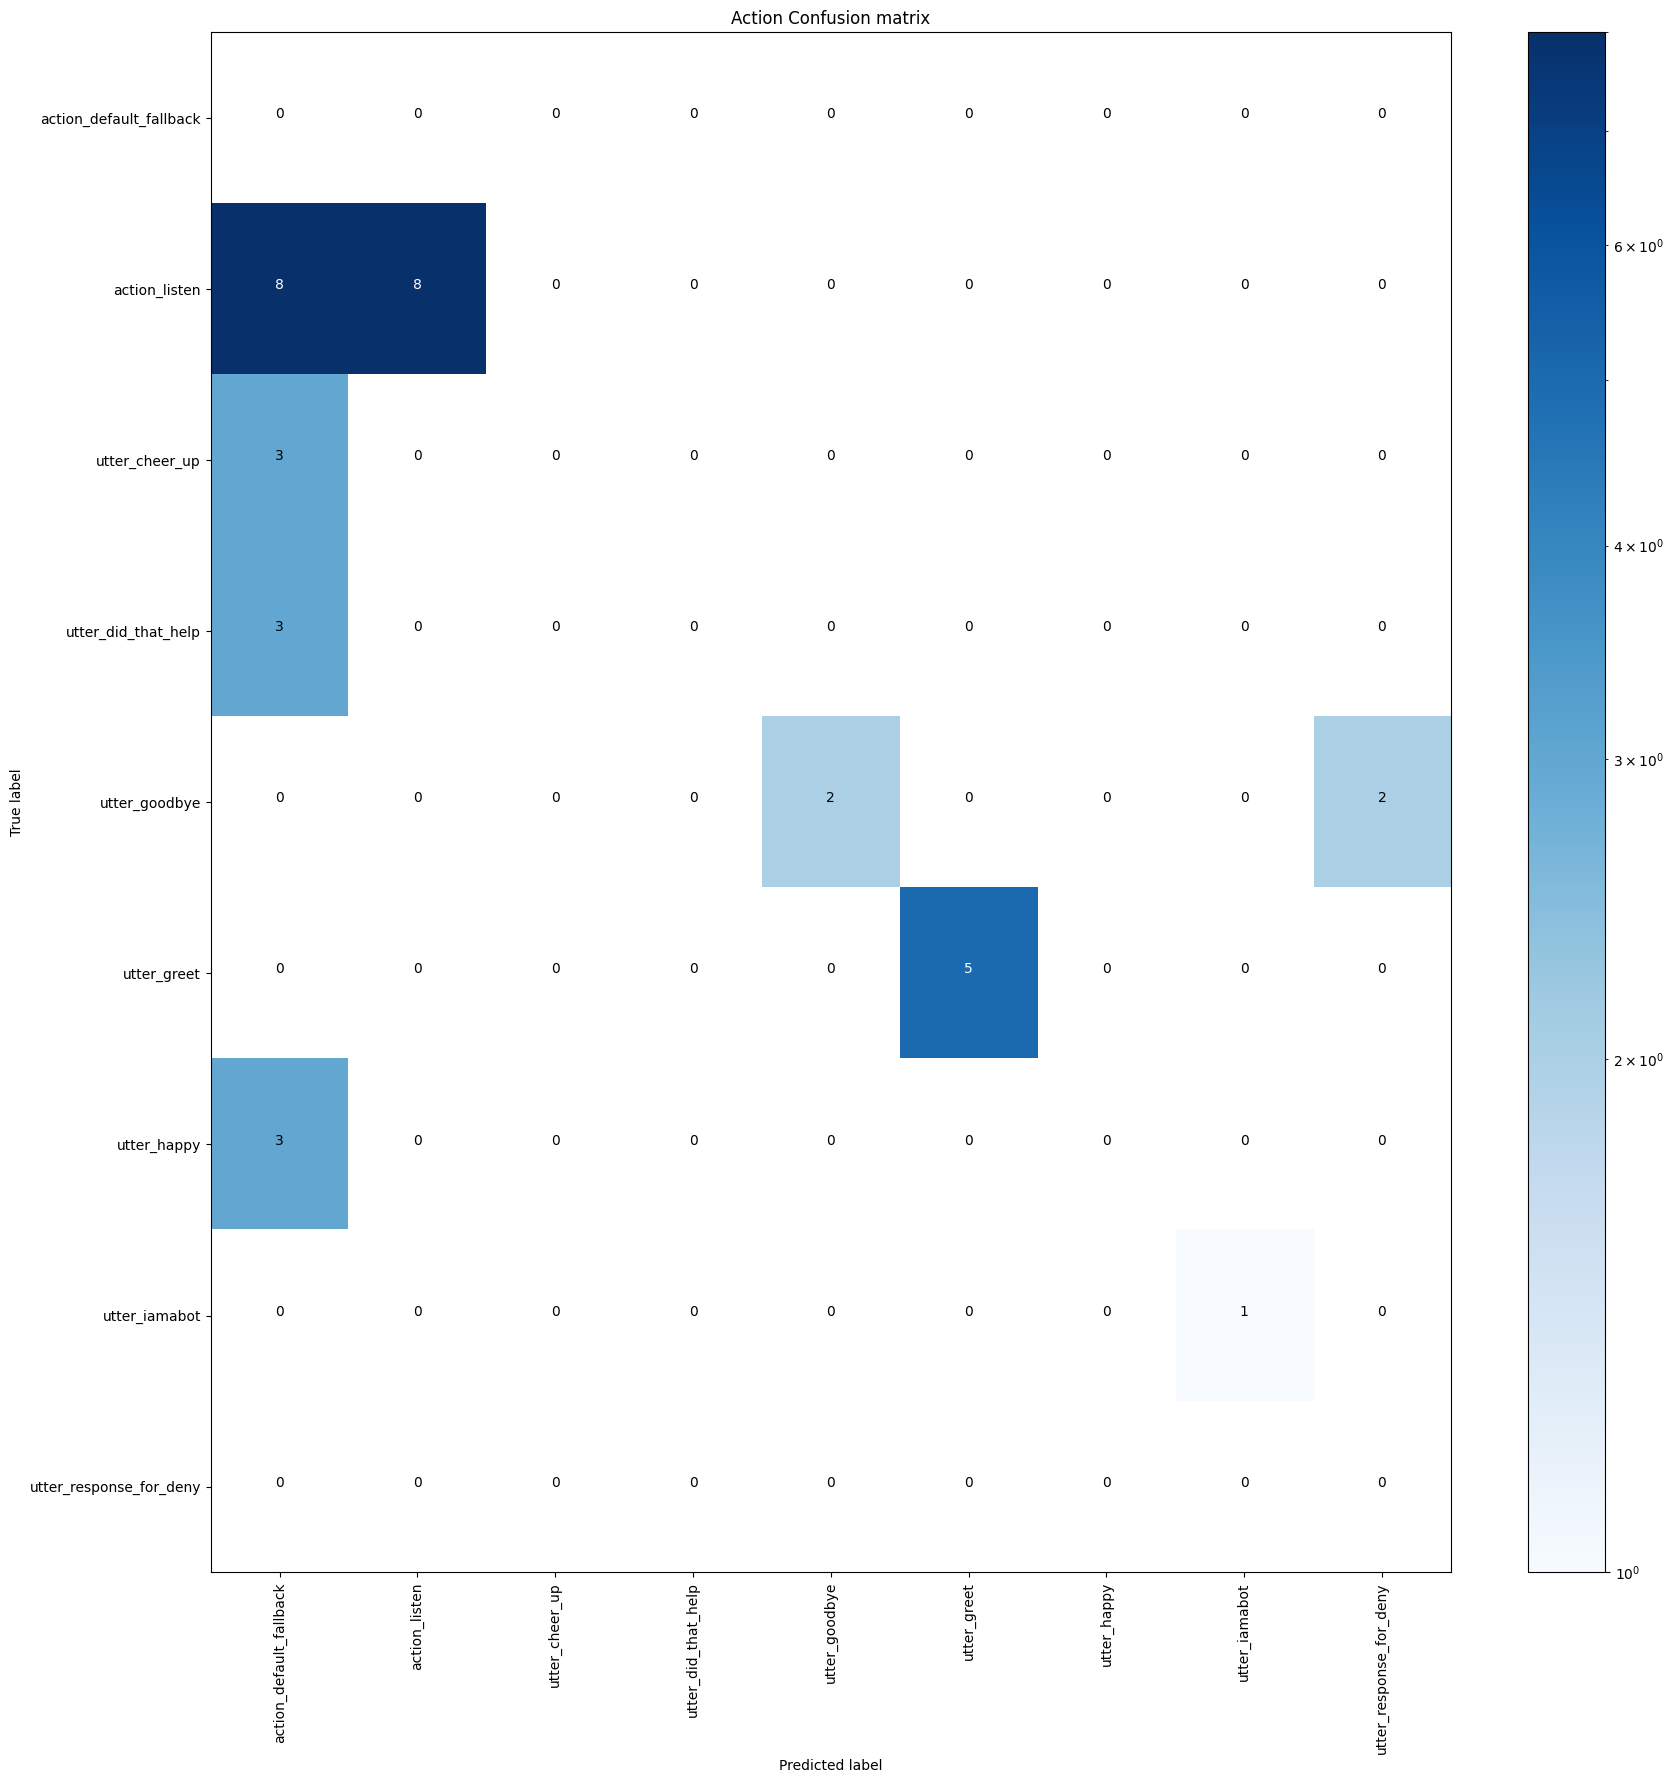 Action Confusion matrix
action_default_fallback 0 0 0 0 0 0 0 0 0
action_listen 8 8 0 0 0 0 0 0 0
utter_cheer_up 3 0 0 0 0 0 0 0 0
utter_did_that_help 3 0 0 0 0 0 0 0 0
utter_goodbye 0 0 0 0 2 0 0 0 2
utter_greet 0 0 0 0 0 5 0 0 0
utter_happy 3 0 0 0 0 0 0 0 0
utter_iamabot 0 0 0 0 0 0 0 1 0
utter_response_for_deny 0 0 0 0 0 0 0 0 0
True label
action_default_fallback
action_listen
utter_cheer_up
utter_did_that_help
utter_goodbye
utter_greet
utter_happy
utter_iamabot
utter_response_for_deny
Predicted label
6 × 10⁰
4 × 10⁰
3 × 10⁰
2 × 10⁰
10⁰